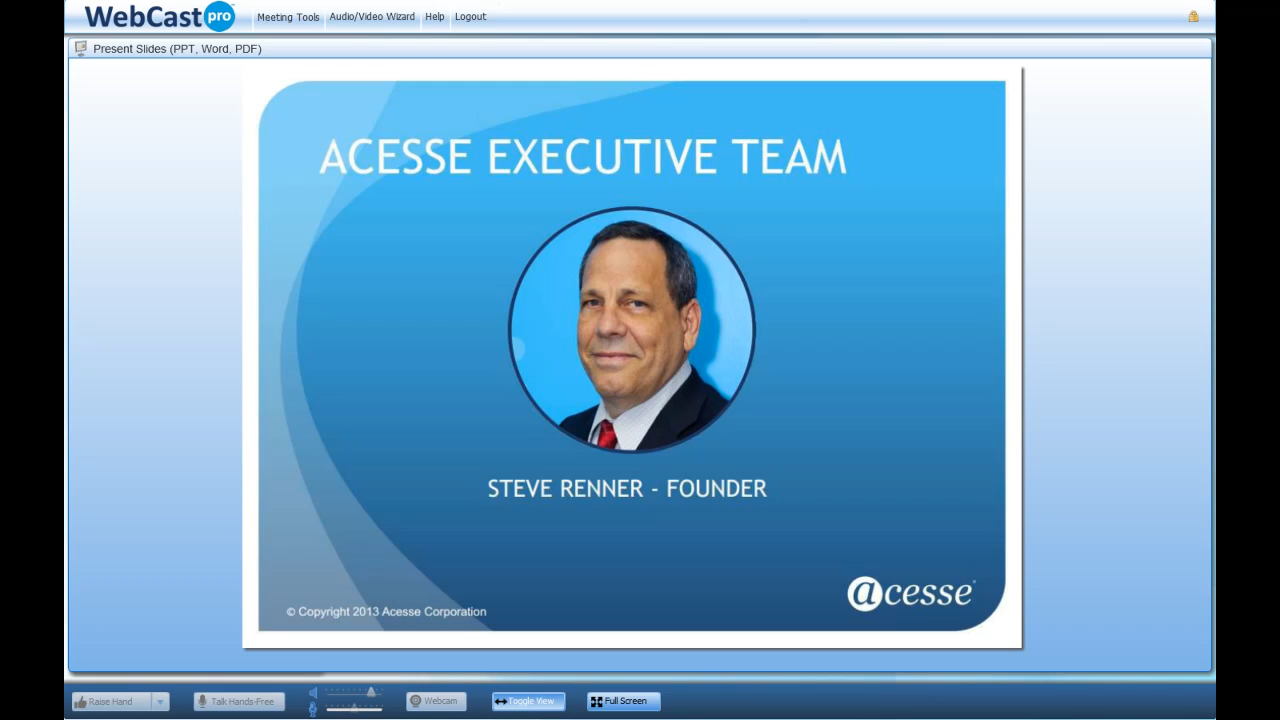 WebCast pro Meeting Tools Audio/Video Wizard Help Logout
Present Slides (PPT, Word, PDF)
ACESSE EXECUTIVE TEAM
STEVE RENNER - FOUNDER
acesse
© Copyright 2013 Acesse Corporation
Raise Hand Talk Hands-Free Webcam Toggle View Full Screen